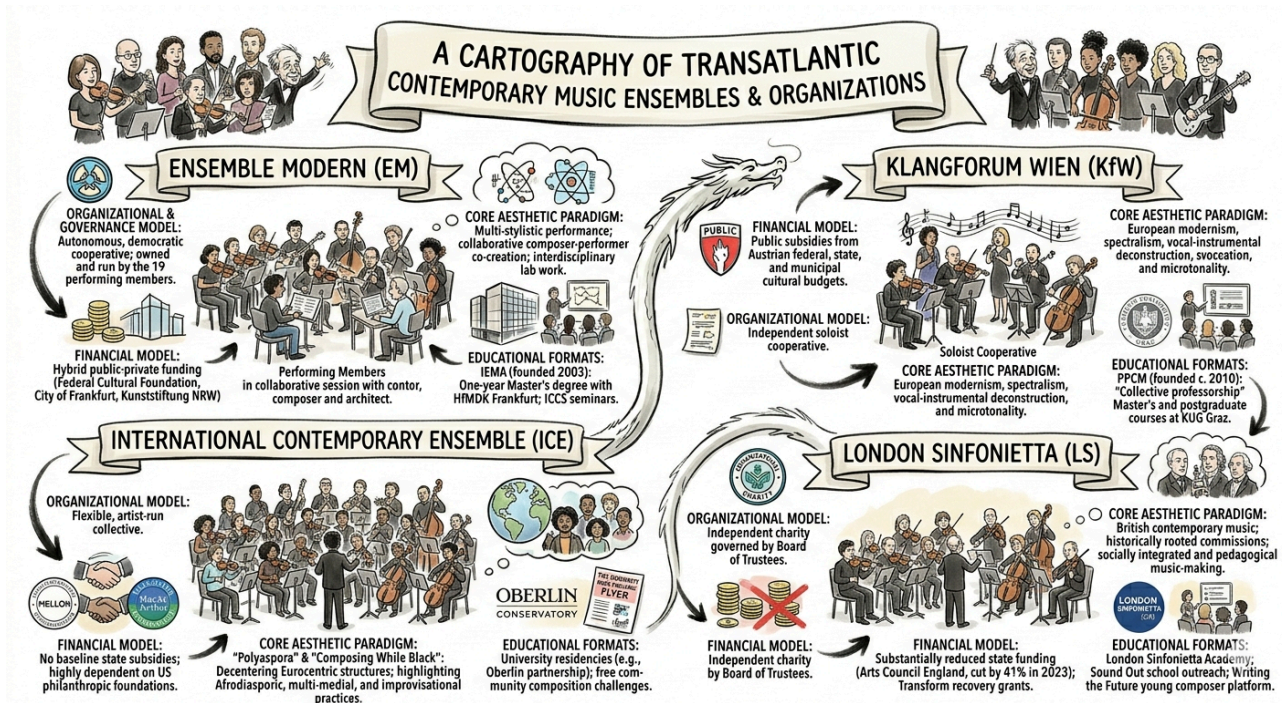 A CARTOGRAPHY OF TRANSATLANTIC
CONTEMPORARY MUSIC ENSEMBLES & ORGANIZATIONS
ENSEMBLE MODERN (EM)
ORGANIZATIONAL &
GOVERNANCE MODEL:
Autonomous, democratic
cooperative; owned
and run by the 19
performing members.
FINANCIAL MODEL:
Hybrid public-private funding
(Federal Cultural Foundation,
City of Frankfurt, Kunststiftung NRW)
Performing Members
in collaborative session with contor,
composer and architect.
CORE AESTHETIC PARADIGM:
Multi-stylistic performance;
collaborative composer-performer
co-creation; interdisciplinary
lab work.
EDUCATIONAL FORMATS:
IEMA (founded 2003):
One-year Master's degree with
HfMDK Frankfurt; ICCS seminars.
KLANGFORUM WIEN (KfW)
PUBLIC
FINANCIAL MODEL:
Public subsidies from
Austrian federal, state,
and municipal
cultural budgets.
ORGANIZATIONAL MODEL:
Independent soloist
cooperative.
Soloist Cooperative
CORE AESTHETIC PARADIGM:
European modernism, spectralism,
vocal-instrumental deconstruction,
and microtonality.
CORE AESTHETIC PARADIGM:
European modernism,
spectralism, vocal-instrumental
deconstruction, svoceation,
and microtonality.
EDUCATIONAL FORMATS:
PPCM (founded c. 2010):
"Collective professorship"
Master's and postgraduate
courses at KUG Graz.
INTERNATIONAL CONTEMPORARY ENSEMBLE (ICE)
ORGANIZATIONAL MODEL:
Flexible, artist-run
collective.
MELLON
FINANCIAL MODEL:
No baseline state subsidies;
highly dependent on US
philanthropic foundations.
CORE AESTHETIC PARADIGM:
"Polyaspora" & "Composing While Black":
Decentering Eurocentric structures; highlighting
Afrodiasporic, multi-medial, and improvisational
practices.
OBERLIN
CONSERVATORY
PLYER
EDUCATIONAL FORMATS:
University residencies (e.g.,
Oberlin partnership); free com-
munity composition challenges.
LONDON SINFONIETTA (LS)
CHARITY
ORGANIZATIONAL MODEL:
Independent charity
governed by Board
of Trustees.
FINANCIAL MODEL:
Independent charity
by Board of Trustees.
FINANCIAL MODEL:
Substantially reduced state funding
(Arts Council England, cut by 41% in 2023);
Transform recovery grants.
CORE AESTHETIC PARADIGM:
British contemporary music;
historically rooted commissions;
socially integrated and pedagogical
music-making.
LONDON
EDUCATIONAL FORMATS:
London Sinfonietta Academy;
Sound Out school outreach; Writing
the Future young composer platform.